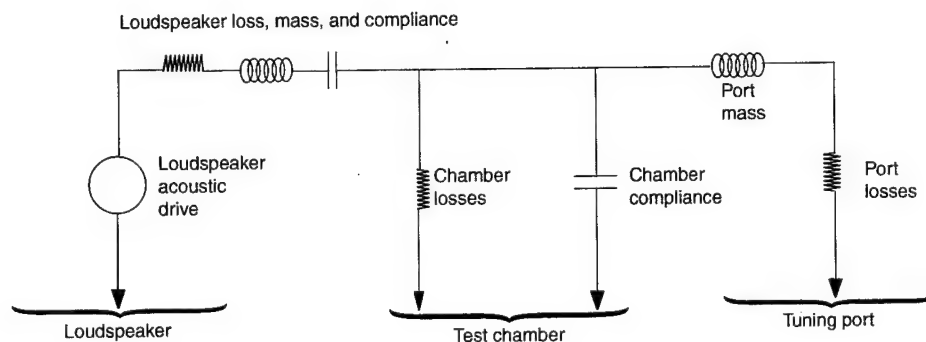 Loudspeaker loss, mass, and compliance
Port
mass
Loudspeaker
acoustic
drive
Chamber
losses
Chamber
compliance
Port
losses
Loudspeaker
Test chamber
Tuning port